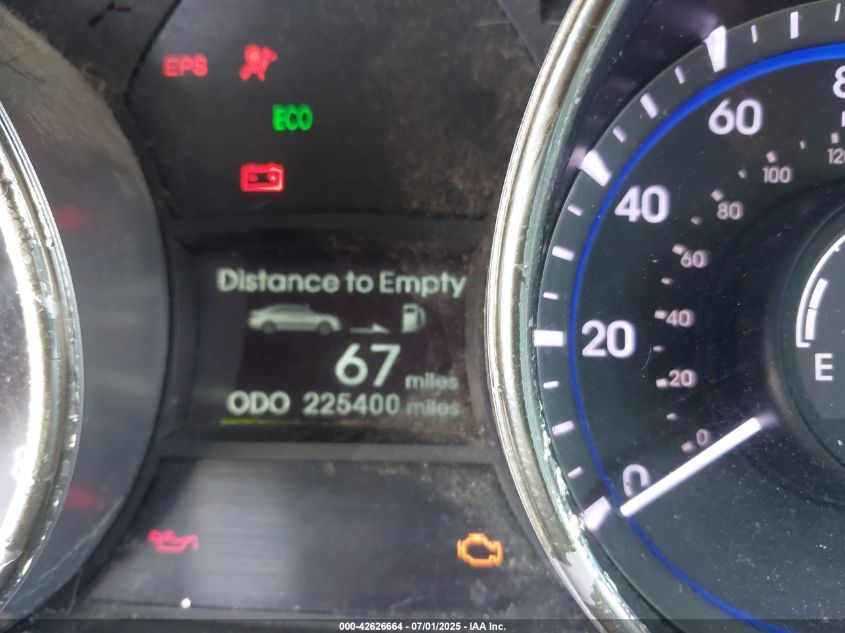 EPS
ECO
Distance to Empty
67 miles
ODO 225400 miles
0
20
40
60
0
20
40
60
80
100
E
000-42626664 / 07/01/2025 - IAA Inc.